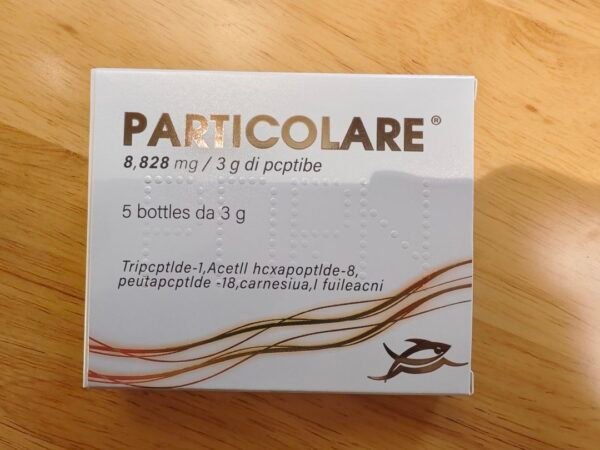 PARTICOLARE®
8,828 mg / 3 g di pcptibe
5 bottles da 3 g
Tripcptlde-1,Acetll hcxapoptlde-8,
peutapcptlde -18,carnesiua,l fuileacni